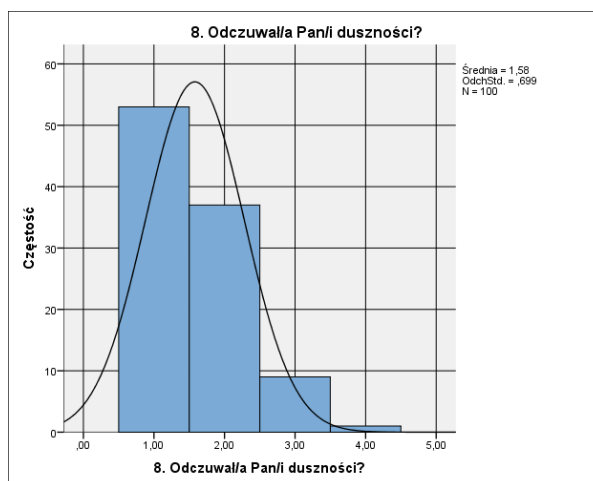 8. Odczuwał/a Pan/i duszności?
Średnia = 1,58
OdchStd. = ,699
N = 100
60
50
40
30
20
10
0
Częstość
,00 1,00 2,00 3,00 4,00 5,00
8. Odczuwał/a Pan/i duszności?